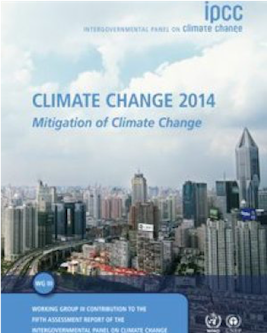 ipcc
INTERGOVERNMENTAL PANEL ON climate change
CLIMATE CHANGE 2014
Mitigation of Climate Change
WG III
WORKING GROUP III CONTRIBUTION TO THE
FIFTH ASSESSMENT REPORT OF THE
INTERGOVERNMENTAL PANEL ON CLIMATE CHANGE